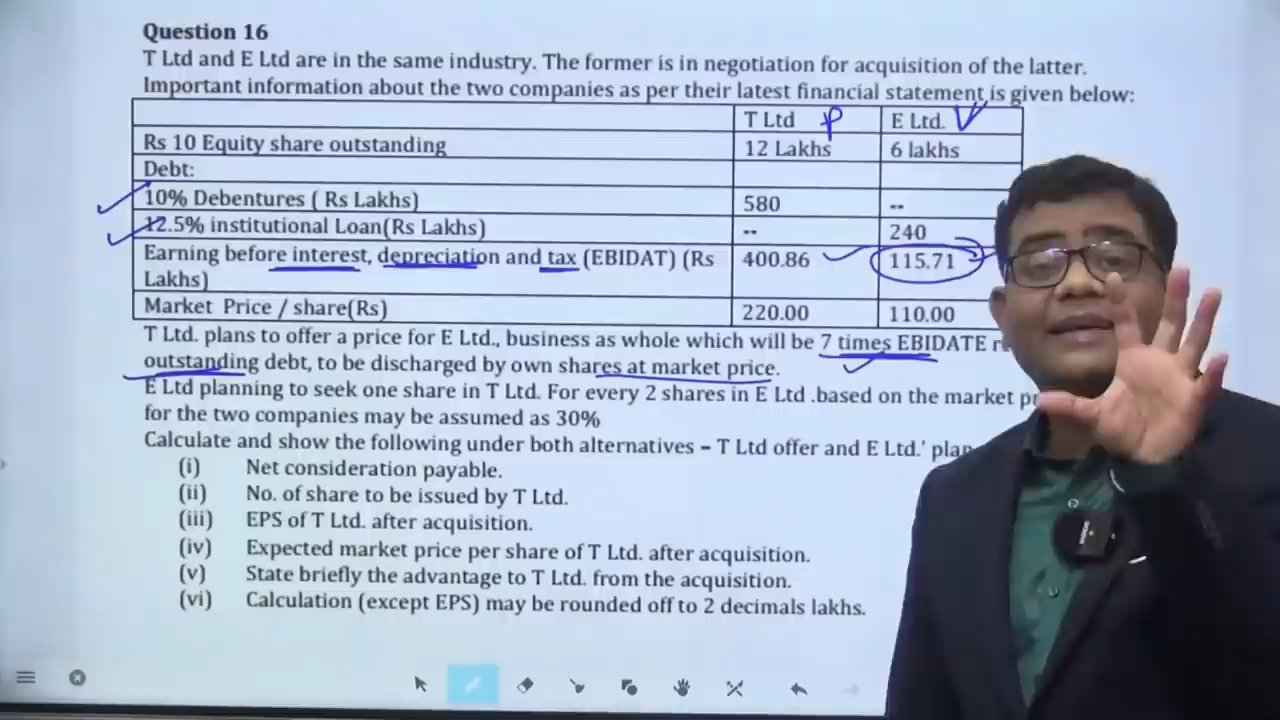 Question 16
T Ltd and E Ltd are in the same industry. The former is in negotiation for acquisition of the latter.
Important information about the two companies as per their latest financial statement is given below:
T Ltd P E Ltd. V
Rs 10 Equity share outstanding 12 Lakhs 6 lakhs
Debt:
10% Debentures ( Rs Lakhs) 580 --
12.5% institutional Loan(Rs Lakhs) -- 240
Earning before interest, depreciation and tax (EBIDAT) (Rs 400.86 115.71
Lakhs)
Market Price / share(Rs) 220.00 110.00
T Ltd. plans to offer a price for E Ltd., business as whole which will be 7 times EBIDATE
outstanding debt, to be discharged by own shares at market price.
E Ltd planning to seek one share in T Ltd. For every 2 shares in E Ltd .based on the market
for the two companies may be assumed as 30%
Calculate and show the following under both alternatives – T Ltd offer and E Ltd.' plan
(i) Net consideration payable.
(ii) No. of share to be issued by T Ltd.
(iii) EPS of T Ltd. after acquisition.
(iv) Expected market price per share of T Ltd. after acquisition.
(v) State briefly the advantage to T Ltd. from the acquisition.
(vi) Calculation (except EPS) may be rounded off to 2 decimals lakhs.